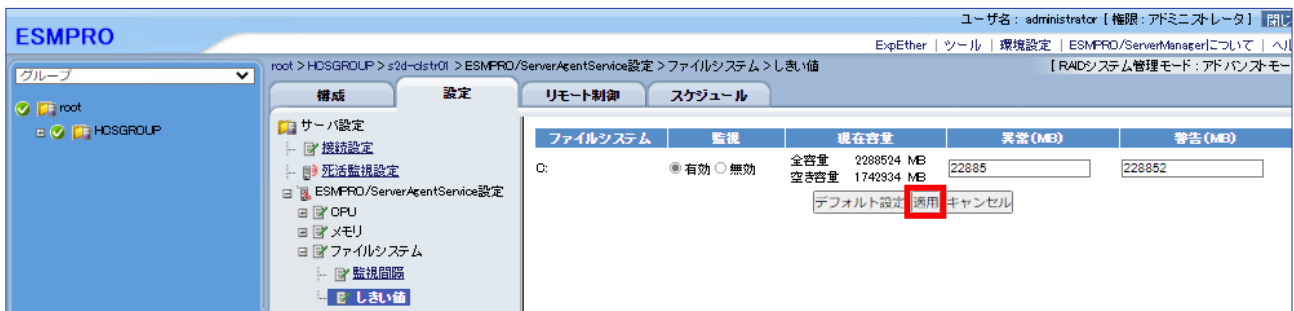 ユーザ名 : administrator [ 権限 : アドミニストレータ ] 閉じ
ESMPRO
ExpEther | ツール | 環境設定 | ESMPRO/ServerManagerについて | ヘル
グループ
root > HCSGROUP > s2d-clstr01 > ESMPRO/ServerAgentService設定 > ファイルシステム > しきい値
[ RAIDシステム管理モード : アドバンストモー
構成 設定 リモート制御 スケジュール
root
HCSGROUP
サーバ設定
接続設定
死活監視設定
ESMPRO/ServerAgentService設定
CPU
メモリ
ファイルシステム
監視間隔
しきい値
ファイルシステム 監視 現在容量 異常(MB) 警告(MB)
C: 有効 無効 全容量 2288524 MB 22885 228852
空き容量 1742934 MB
デフォルト設定 適用 キャンセル